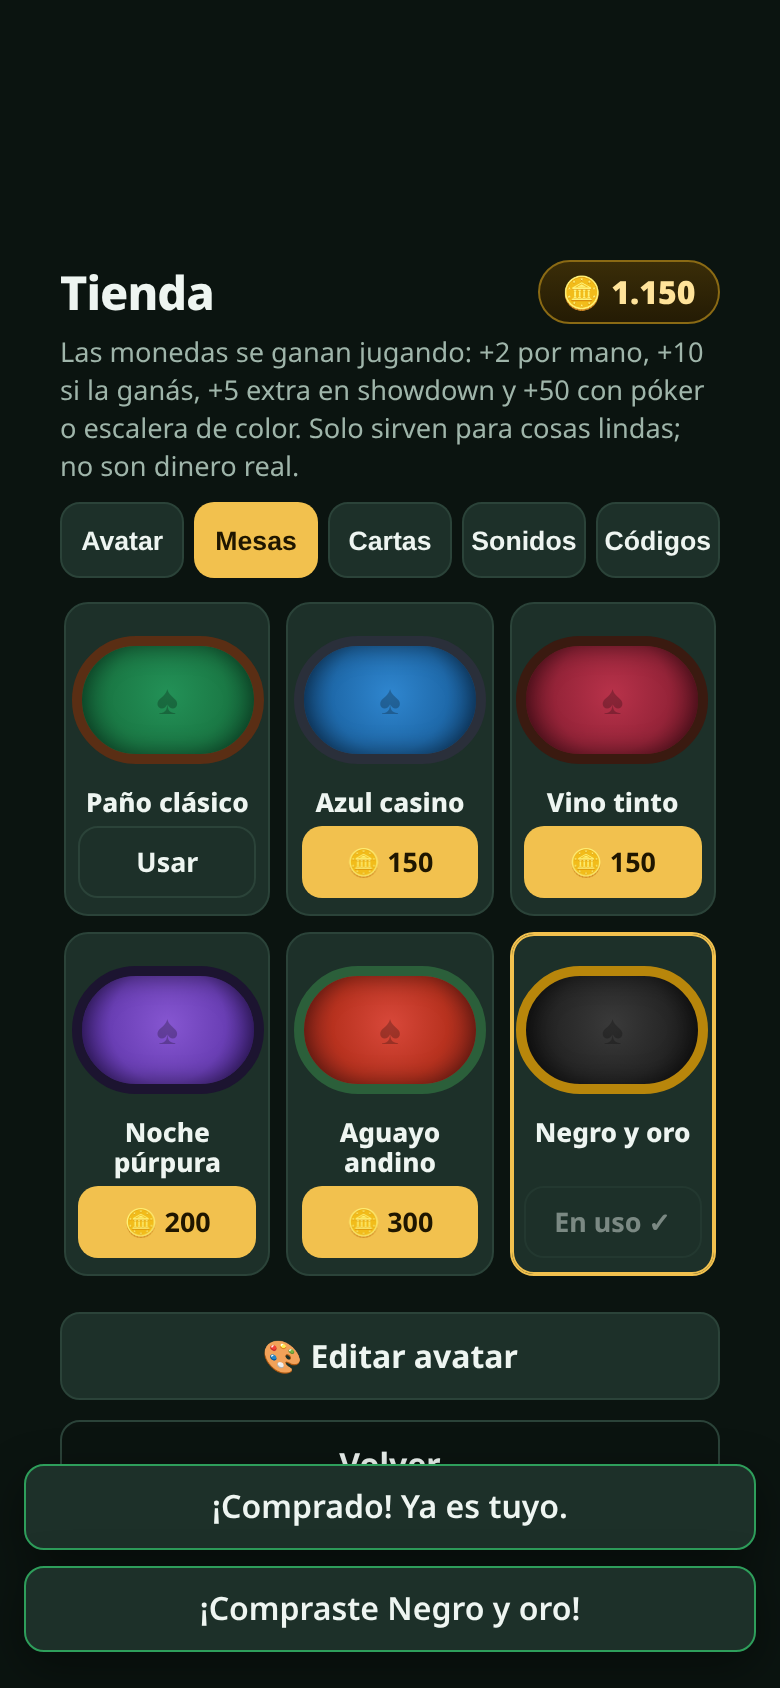 Tienda
🪙 1.150
Las monedas se ganan jugando: +2 por mano, +10
si la ganás, +5 extra en showdown y +50 con póker
o escalera de color. Solo sirven para cosas lindas;
no son dinero real.
Avatar Mesas Cartas Sonidos Códigos
Paño clásico Azul casino Vino tinto
Usar 🪙 150 🪙 150
Noche Aguayo Negro y oro
púrpura andino
🪙 200 🪙 300 En uso ✓
🎨 Editar avatar
Volver
¡Comprado! Ya es tuyo.
¡Compraste Negro y oro!